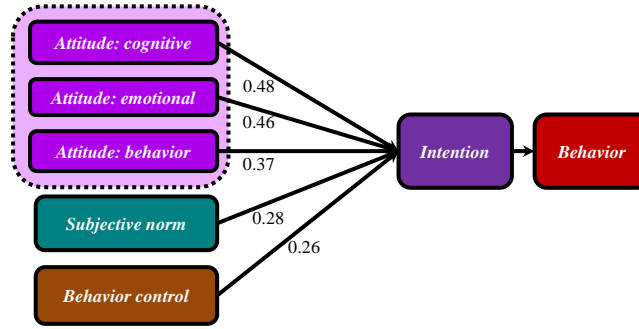 Attitude: cognitive
0.48
Attitude: emotional
0.46
Attitude: behavior
0.37
Intention
Behavior
Subjective norm
0.28
0.26
Behavior control